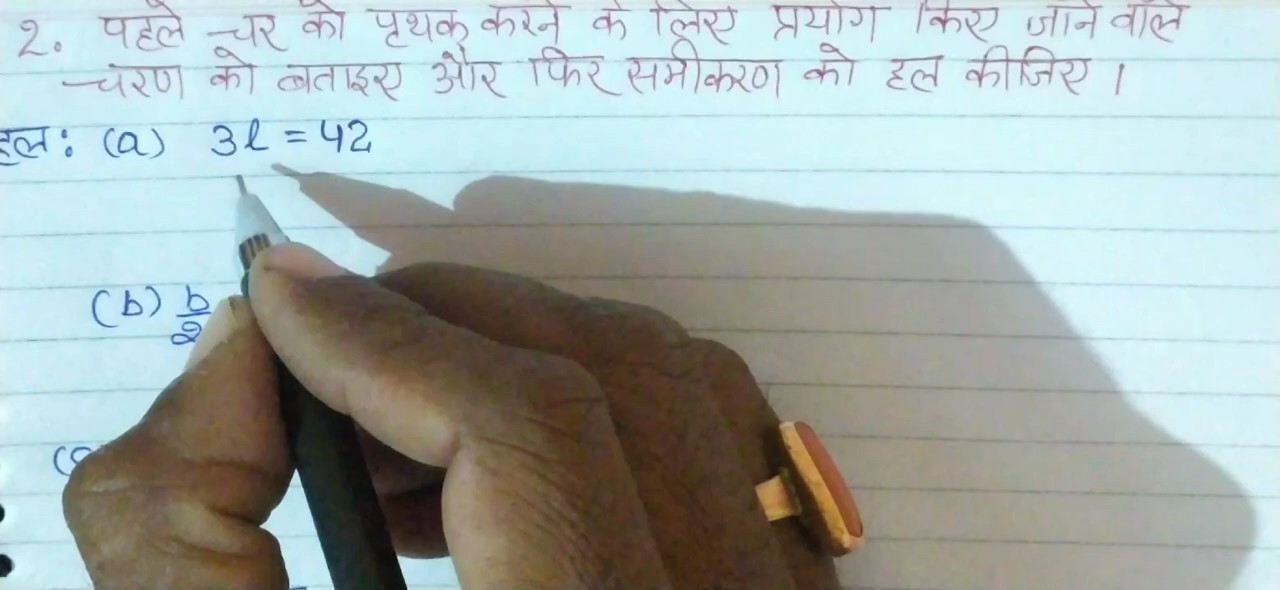 2. पहले चर को पृथक करने के लिए प्रयोग किए जाने वाले
चरण को बताइए और फिर समीकरण को हल कीजिए।
हल: (a) 3l = 42
(b) b/2
(c